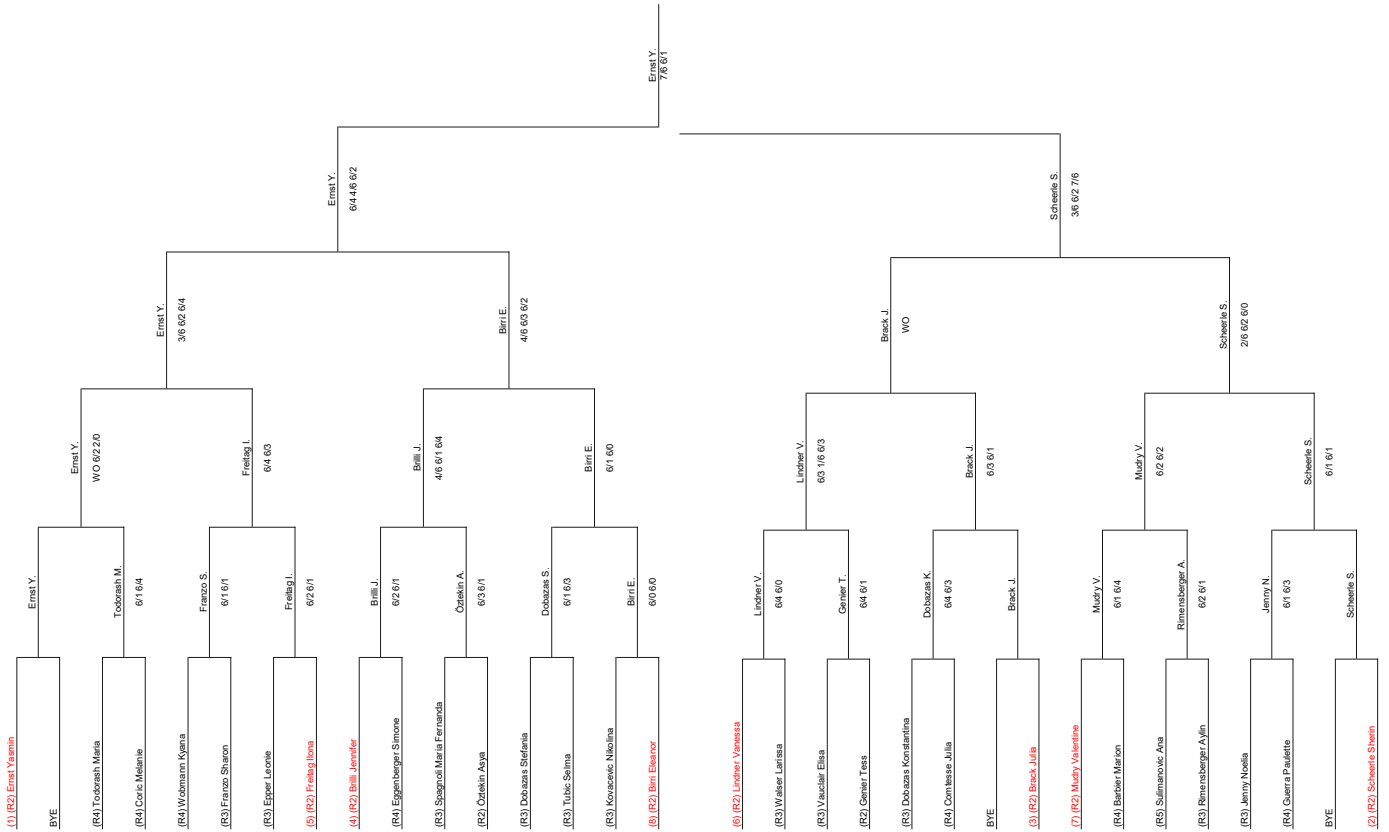 (1) (R2) Ernst Yasmin
BYE
(R4) Todorash Maria
(R4) Coric Melanie
(R4) Wobmann Kyana
(R3) Franzo Sharon
(R3) Epper Leonie
(5) (R2) Freitag Ilona
(4) (R2) Brilli Jennifer
(R4) Eggenberger Simone
(R3) Spagnoli Maria Fernanda
(R2) Öztekin Asya
(R3) Dobazas Stefania
(R3) Tubic Selma
(R3) Kovacevic Nikolina
(8) (R2) Birri Eleanor
(6) (R2) Lindner Vanessa
(R3) Walser Larissa
(R3) Vauclair Elisa
(R2) Genier Tess
(R3) Dobazas Konstantina
(R4) Comtesse Julia
BYE
(3) (R2) Brack Julia
(7) (R2) Mudry Valentine
(R4) Barbier Marion
(R5) Sulimanovic Ana
(R3) Rimensberger Aylin
(R3) Jenny Noelia
(R4) Guerra Paulette
BYE
(2) (R2) Scheerle Sherin
Ernst Y.
Todorash M.
6/1 6/4
Franzo S.
6/1 6/1
Freitag I.
6/2 6/1
Brilli J.
6/2 6/1
Öztekin A.
6/3 6/1
Dobazas S.
6/1 6/3
Birri E.
6/0 6/0
Lindner V.
6/4 6/0
Genier T.
6/4 6/1
Dobazas K.
6/4 6/3
Brack J.
Mudry V.
6/1 6/4
Rimensberger A.
6/2 6/1
Jenny N.
6/1 6/3
Scheerle S.
Ernst Y.
WO 6/2 2/0
Freitag I.
6/4 6/3
Brilli J.
4/6 6/1 6/4
Birri E.
6/1 6/0
Lindner V.
6/3 1/6 6/3
Brack J.
6/3 6/1
Mudry V.
6/2 6/2
Scheerle S.
6/1 6/1
Ernst Y.
3/6 6/2 6/4
Birri E.
4/6 6/3 6/2
Brack J.
WO
Scheerle S.
2/6 6/2 6/0
Ernst Y.
6/4 4/6 6/2
Scheerle S.
3/6 6/2 7/6
Ernst Y.
7/6 6/1